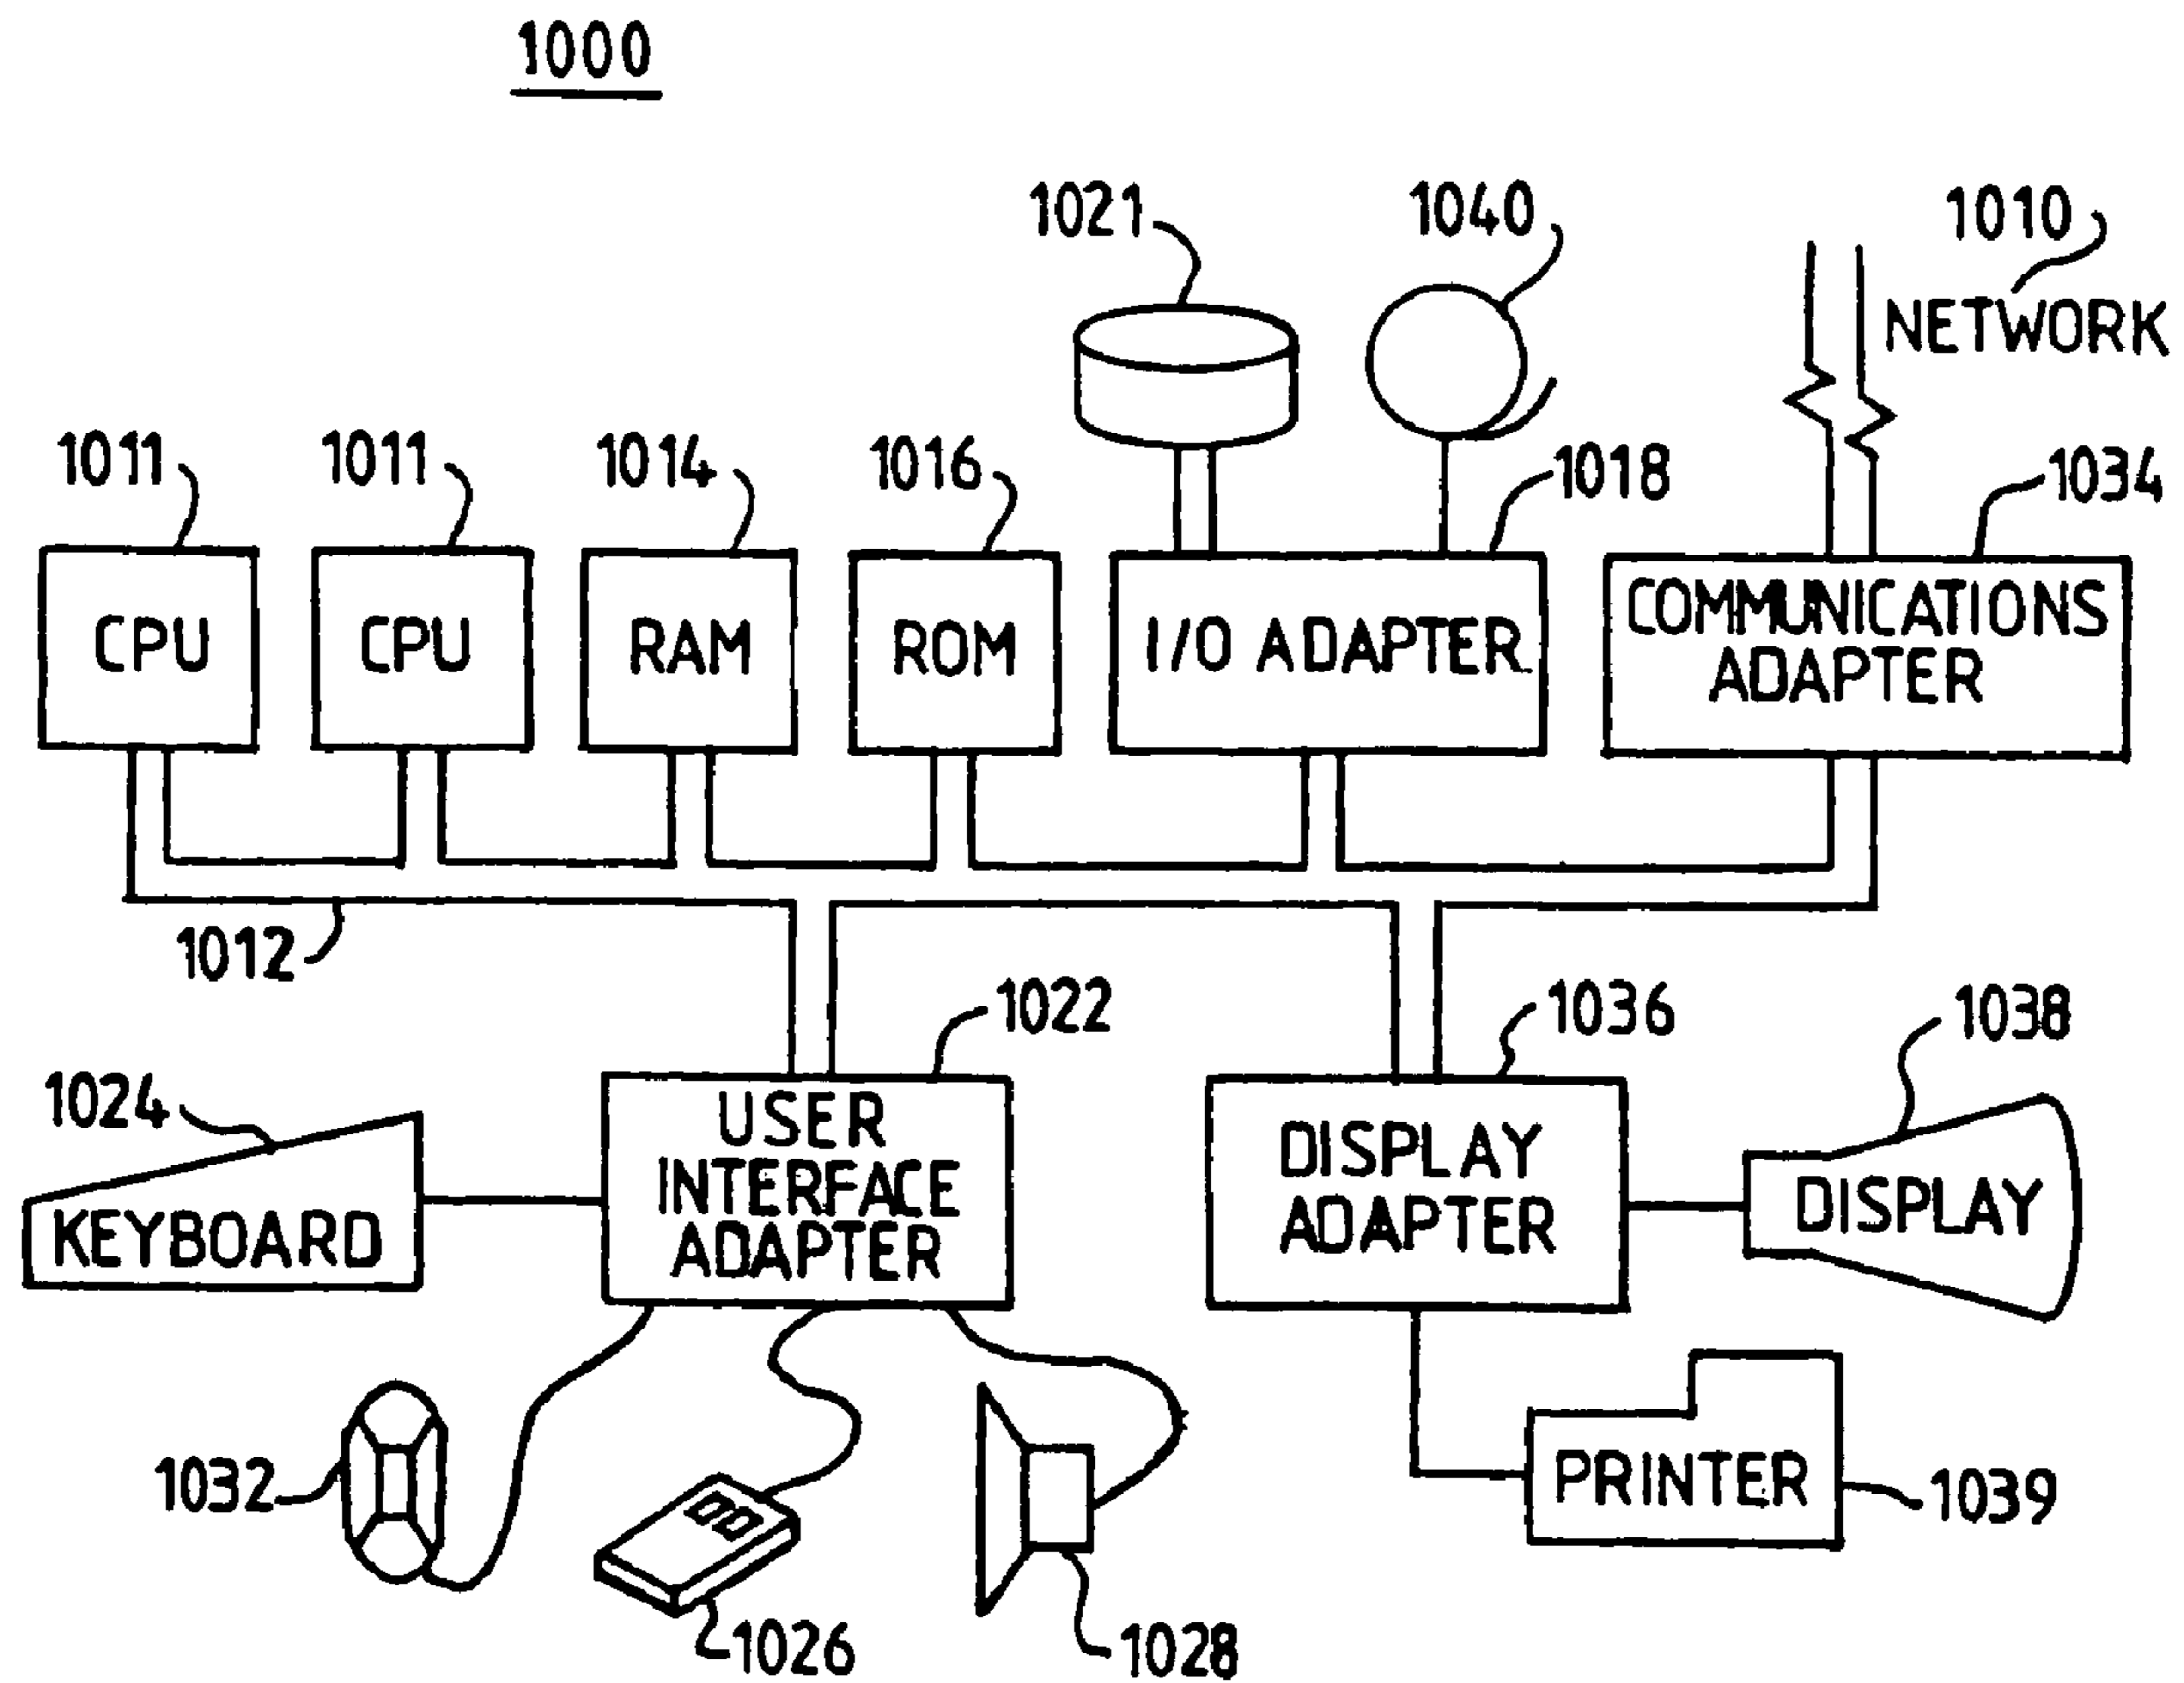 1000
1021
1040
1010
NETWORK
1011
1011
1014
1016
1018
1034
CPU
CPU
RAM
ROM
I/O ADAPTER
COMMUNICATIONS
ADAPTER
1012
1022
1036
1038
1024
KEYBOARD
USER
INTERFACE
ADAPTER
DISPLAY
ADAPTER
DISPLAY
1032
1026
1028
PRINTER
1039